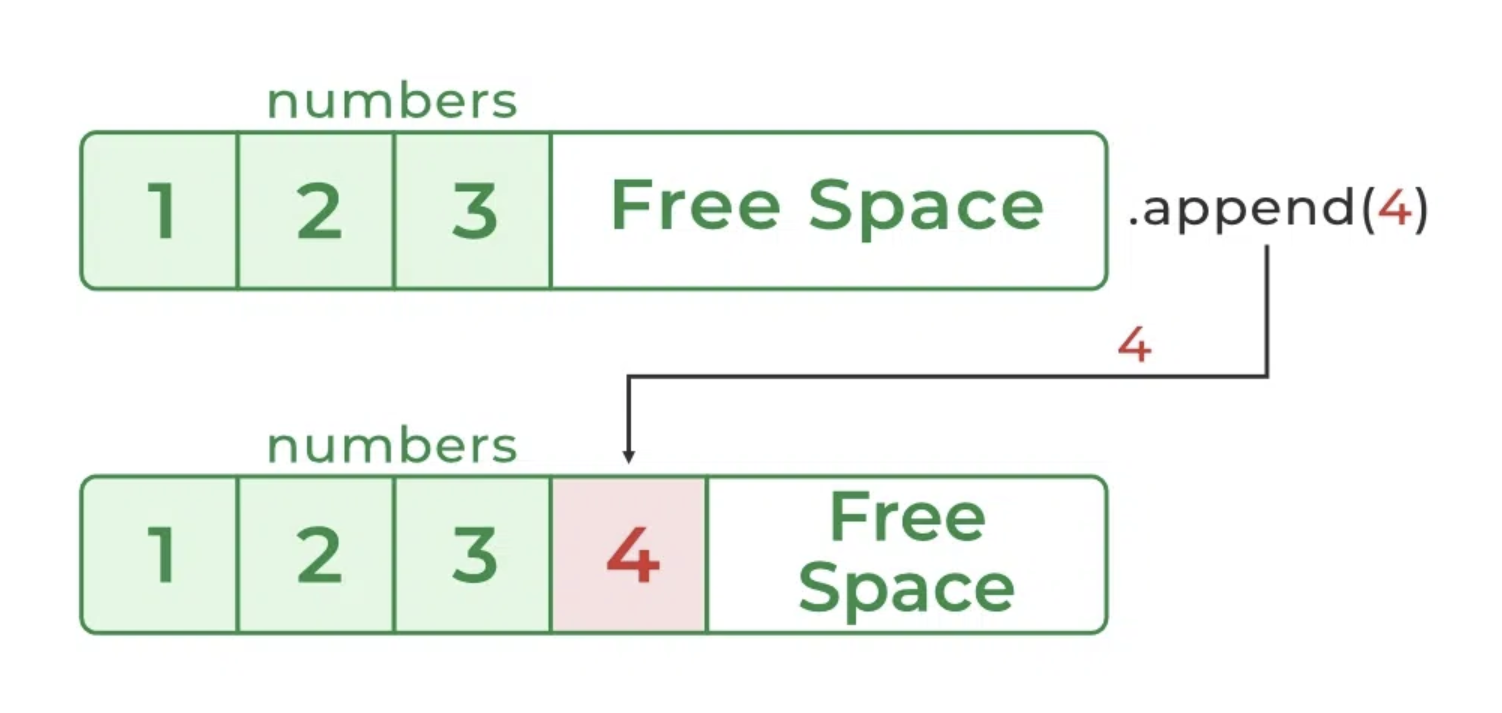 numbers
1 2 3 Free Space .append(4)
4
numbers
1 2 3 4 Free
Space